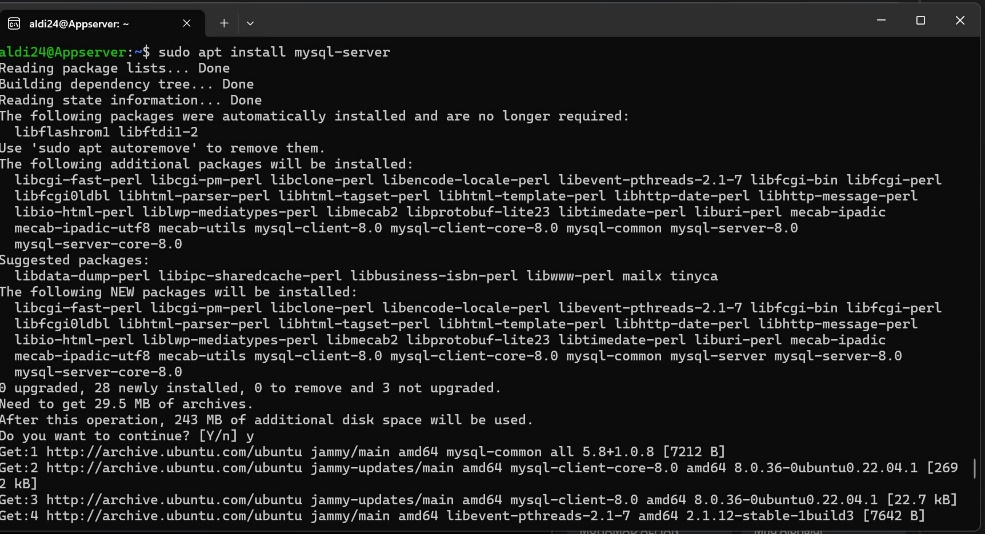 aldi24@Appserver: ~
aldi24@Appserver:~$ sudo apt install mysql-server
Reading package lists... Done
Building dependency tree... Done
Reading state information... Done
The following packages were automatically installed and are no longer required:
libflashrom1 libftdi1-2
Use 'sudo apt autoremove' to remove them.
The following additional packages will be installed:
libcgi-fast-perl libcgi-pm-perl libclone-perl libencode-locale-perl libevent-pthreads-2.1-7 libfcgi-bin libfcgi-perl
libfcgi0ldbl libhtml-parser-perl libhtml-tagset-perl libhtml-template-perl libhttp-date-perl libhttp-message-perl
libio-html-perl liblwp-mediatypes-perl libmecab2 libprotobuf-lite23 libtimedate-perl liburi-perl mecab-ipadic
mecab-ipadic-utf8 mecab-utils mysql-client-8.0 mysql-client-core-8.0 mysql-common mysql-server-8.0
mysql-server-core-8.0
Suggested packages:
libdata-dump-perl libipc-sharedcache-perl libbusiness-isbn-perl libwww-perl mailx tinyca
The following NEW packages will be installed:
libcgi-fast-perl libcgi-pm-perl libclone-perl libencode-locale-perl libevent-pthreads-2.1-7 libfcgi-bin libfcgi-perl
libfcgi0ldbl libhtml-parser-perl libhtml-tagset-perl libhtml-template-perl libhttp-date-perl libhttp-message-perl
libio-html-perl liblwp-mediatypes-perl libmecab2 libprotobuf-lite23 libtimedate-perl liburi-perl mecab-ipadic
mecab-ipadic-utf8 mecab-utils mysql-client-8.0 mysql-client-core-8.0 mysql-common mysql-server mysql-server-8.0
mysql-server-core-8.0
0 upgraded, 28 newly installed, 0 to remove and 3 not upgraded.
Need to get 29.5 MB of archives.
After this operation, 243 MB of additional disk space will be used.
Do you want to continue? [Y/n] y
Get:1 http://archive.ubuntu.com/ubuntu jammy/main amd64 mysql-common all 5.8+1.0.8 [7212 B]
Get:2 http://archive.ubuntu.com/ubuntu jammy-updates/main amd64 mysql-client-core-8.0 amd64 8.0.36-0ubuntu0.22.04.1 [269
2 kB]
Get:3 http://archive.ubuntu.com/ubuntu jammy-updates/main amd64 mysql-client-8.0 amd64 8.0.36-0ubuntu0.22.04.1 [22.7 kB]
Get:4 http://archive.ubuntu.com/ubuntu jammy/main amd64 libevent-pthreads-2.1-7 amd64 2.1.12-stable-1build3 [7642 B]